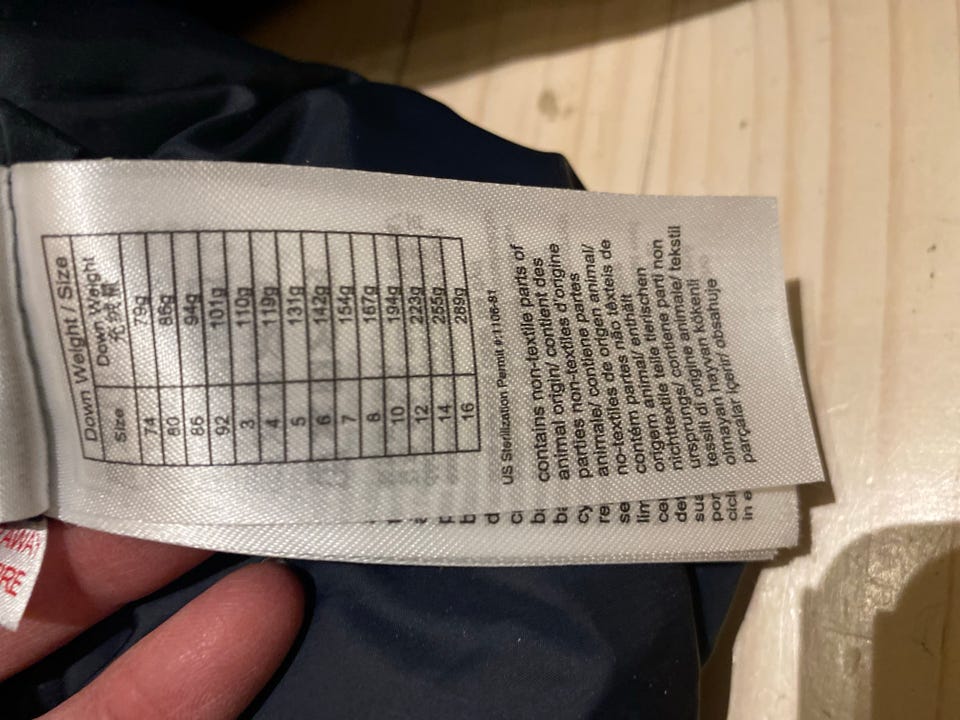 Down Weight / Size
Size Down Weight
充绒量
74 79g
80 86g
86 94g
92 101g
3 110g
4 119g
5 131g
6 142g
7 154g
8 167g
10 194g
12 223g
14 255g
16 289g
US Sterilization Permit #:1106-81
contains non-textile parts of
animal origin/ contient des
parties non-textiles d'origine
animale/ contiene partes
no-textiles de origen animal/
contém partes não têxteis de
origem animal/ enthält
nichttextile teile tierischen
ursprungs/ contiene parti non
tessili di origine animale/ tekstil
olmayan hayvan kökenli
parçalar içerir/ obsahuje
AWAY